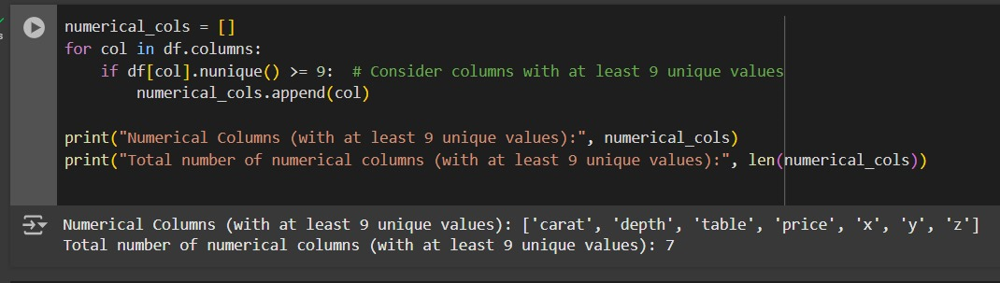 numerical_cols = []
for col in df.columns:
    if df[col].nunique() >= 9:  # Consider columns with at least 9 unique values
        numerical_cols.append(col)
print("Numerical Columns (with at least 9 unique values):", numerical_cols)
print("Total number of numerical columns (with at least 9 unique values):", len(numerical_cols))
Numerical Columns (with at least 9 unique values): ['carat', 'depth', 'table', 'price', 'x', 'y', 'z']
Total number of numerical columns (with at least 9 unique values): 7